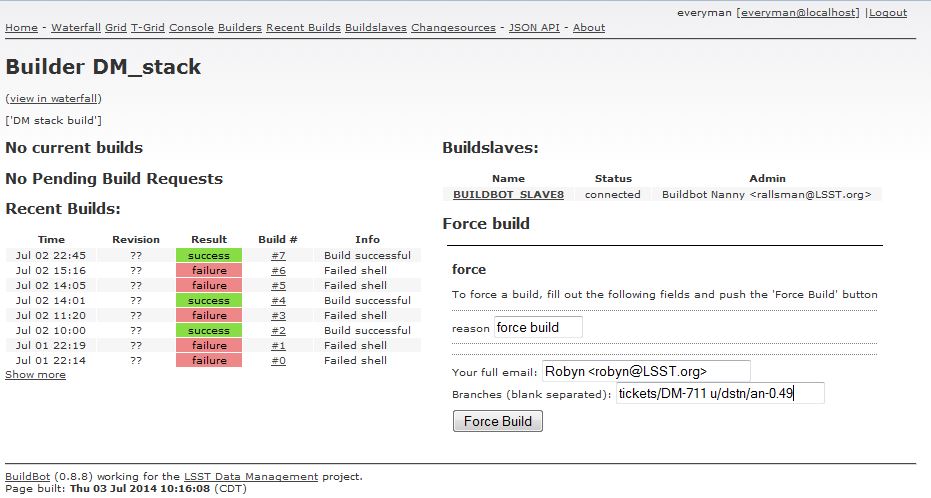 everyman [everyman@localhost] |Logout
Home - Waterfall Grid T-Grid Console Builders Recent Builds Buildslaves Changesources - JSON API - About
Builder DM_stack
(view in waterfall)
['DM stack build']
No current builds
No Pending Build Requests
Recent Builds:
Time Revision Result Build # Info
Jul 02 22:45 ?? success #7 Build successful
Jul 02 15:16 ?? failure #6 Failed shell
Jul 02 14:05 ?? failure #5 Failed shell
Jul 02 14:01 ?? success #4 Build successful
Jul 02 11:20 ?? failure #3 Failed shell
Jul 02 10:00 ?? success #2 Build successful
Jul 01 22:19 ?? failure #1 Failed shell
Jul 01 22:14 ?? failure #0 Failed shell
Show more
Buildslaves:
Name Status Admin
BUILDBOT_SLAVE8 connected Buildbot Nanny <rallsman@LSST.org>
Force build
force
To force a build, fill out the following fields and push the 'Force Build' button
reason force build
Your full email: Robyn <robyn@LSST.org>
Branches (blank separated): tickets/DM-711 u/dstn/an-0.49
Force Build
BuildBot (0.8.8) working for the LSST Data Management project.
Page built: Thu 03 Jul 2014 10:16:08 (CDT)